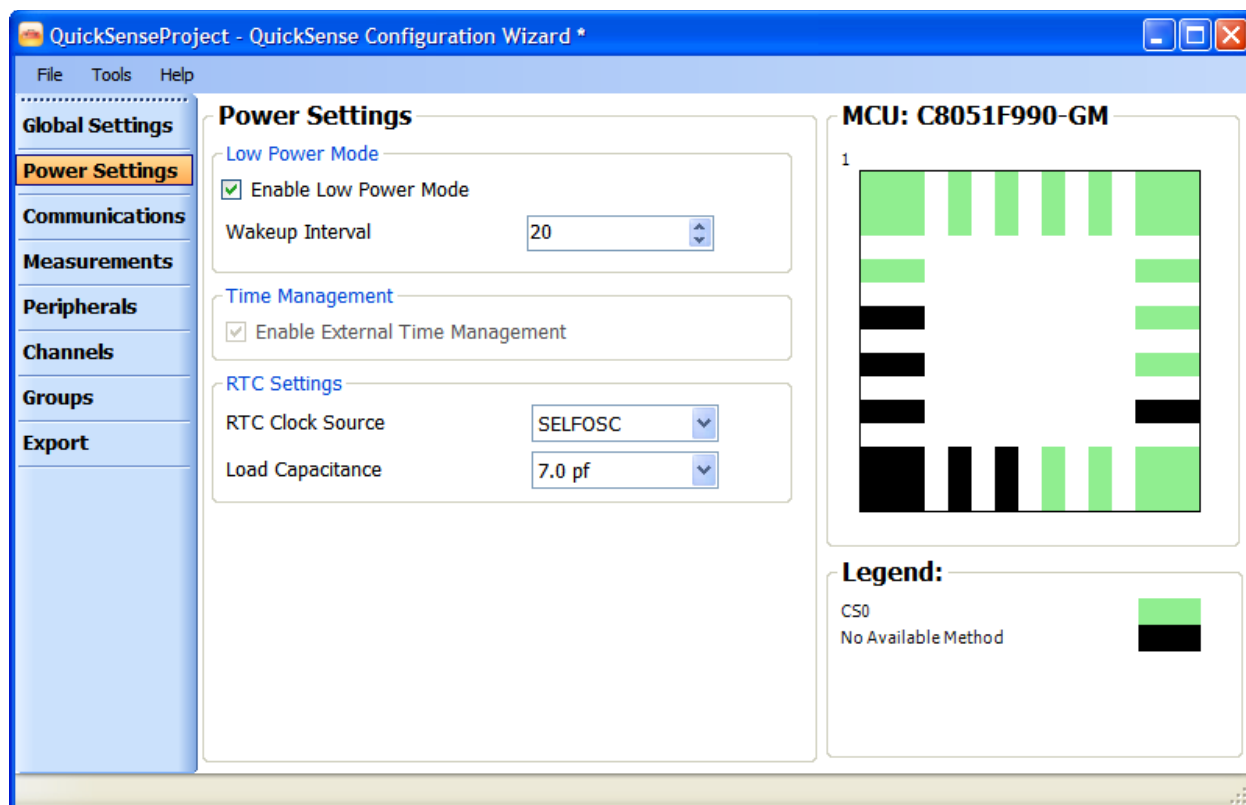 QuickSenseProject - QuickSense Configuration Wizard *
File Tools Help
Global Settings
Power Settings
Communications
Measurements
Peripherals
Channels
Groups
Export
Power Settings
Low Power Mode
Enable Low Power Mode
Wakeup Interval 20
Time Management
Enable External Time Management
RTC Settings
RTC Clock Source SELFOSC
Load Capacitance 7.0 pf
MCU: C8051F990-GM
1
Legend:
CS0
No Available Method